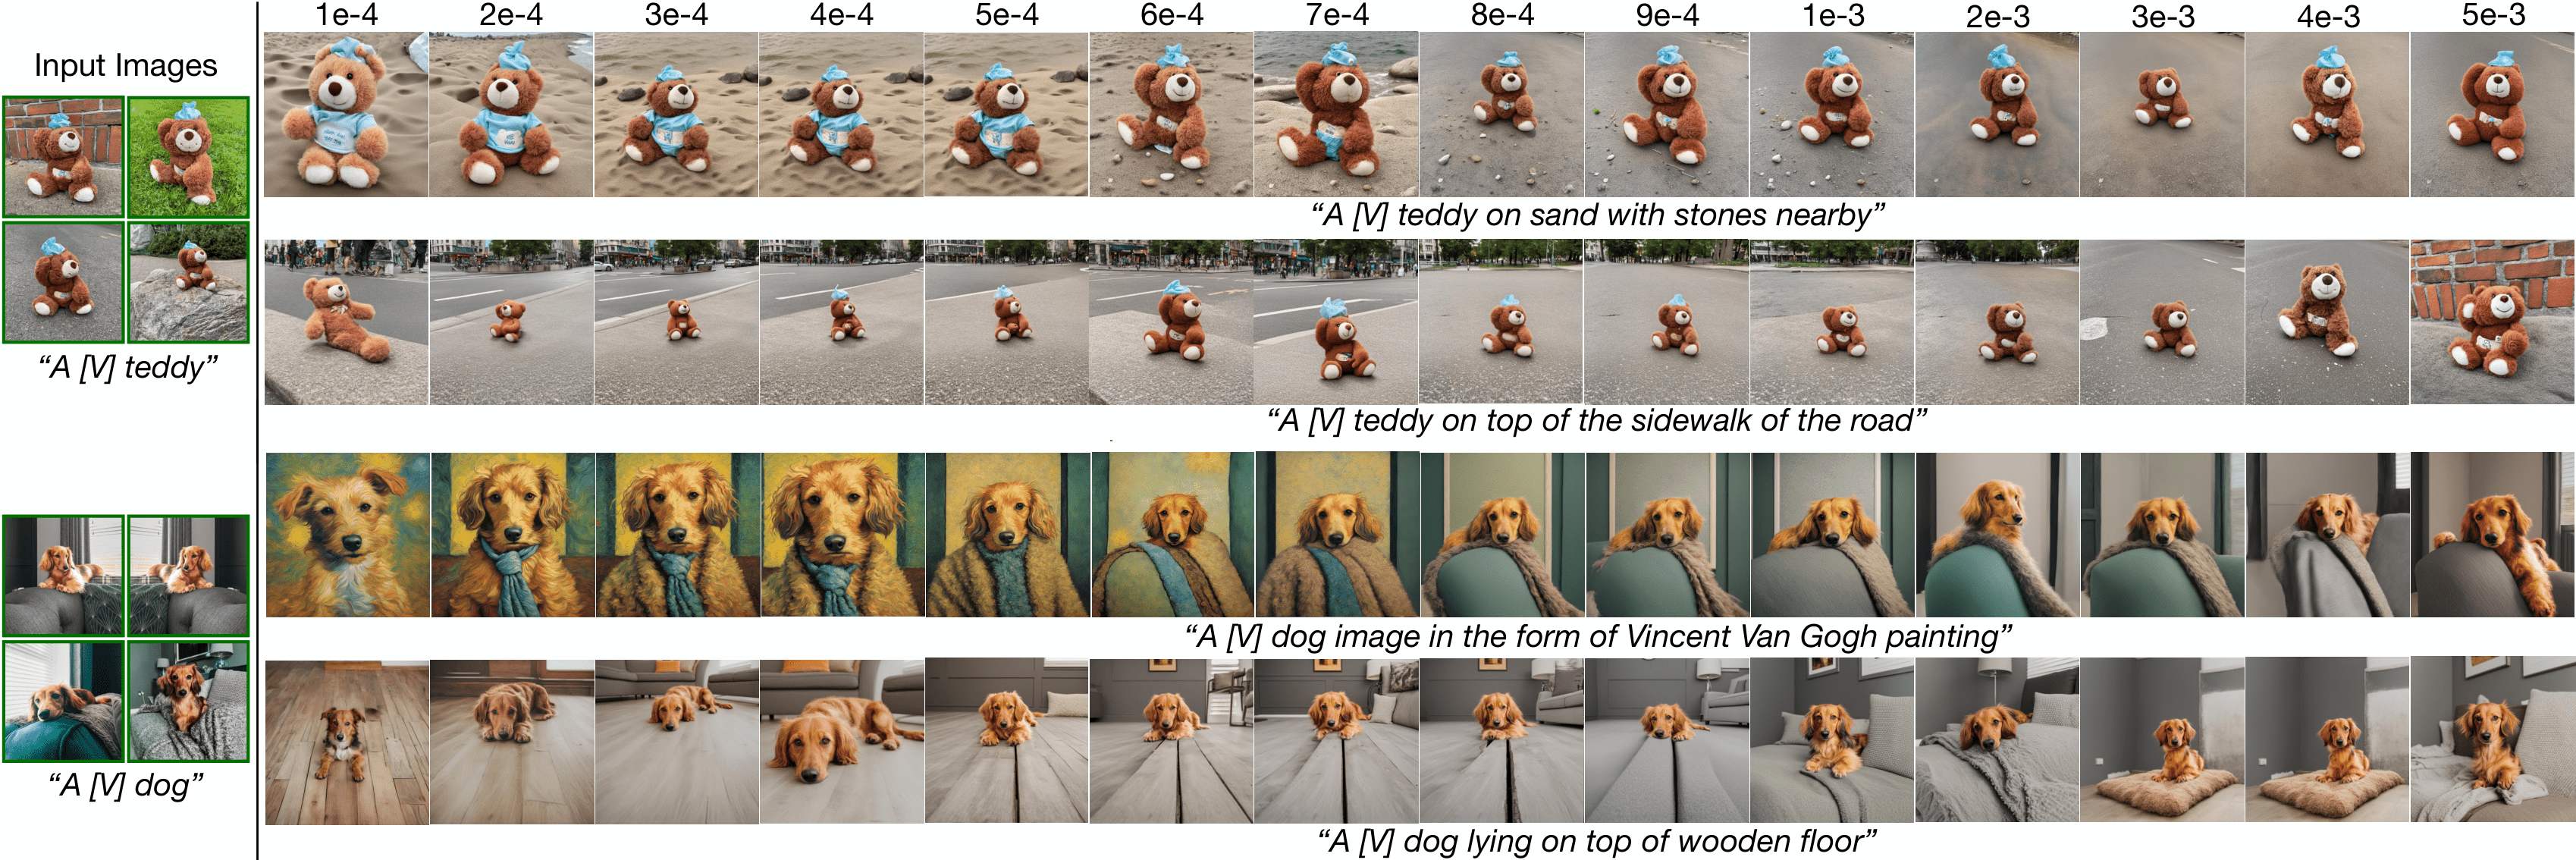 1e-4 2e-4 3e-4 4e-4 5e-4 6e-4 7e-4 8e-4 9e-4 1e-3 2e-3 3e-3 4e-3 5e-3
Input Images
“A [V] teddy on sand with stones nearby”
“A [V] teddy”
“A [V] teddy on top of the sidewalk of the road”
“A [V] dog image in the form of Vincent Van Gogh painting”
“A [V] dog”
“A [V] dog lying on top of wooden floor”